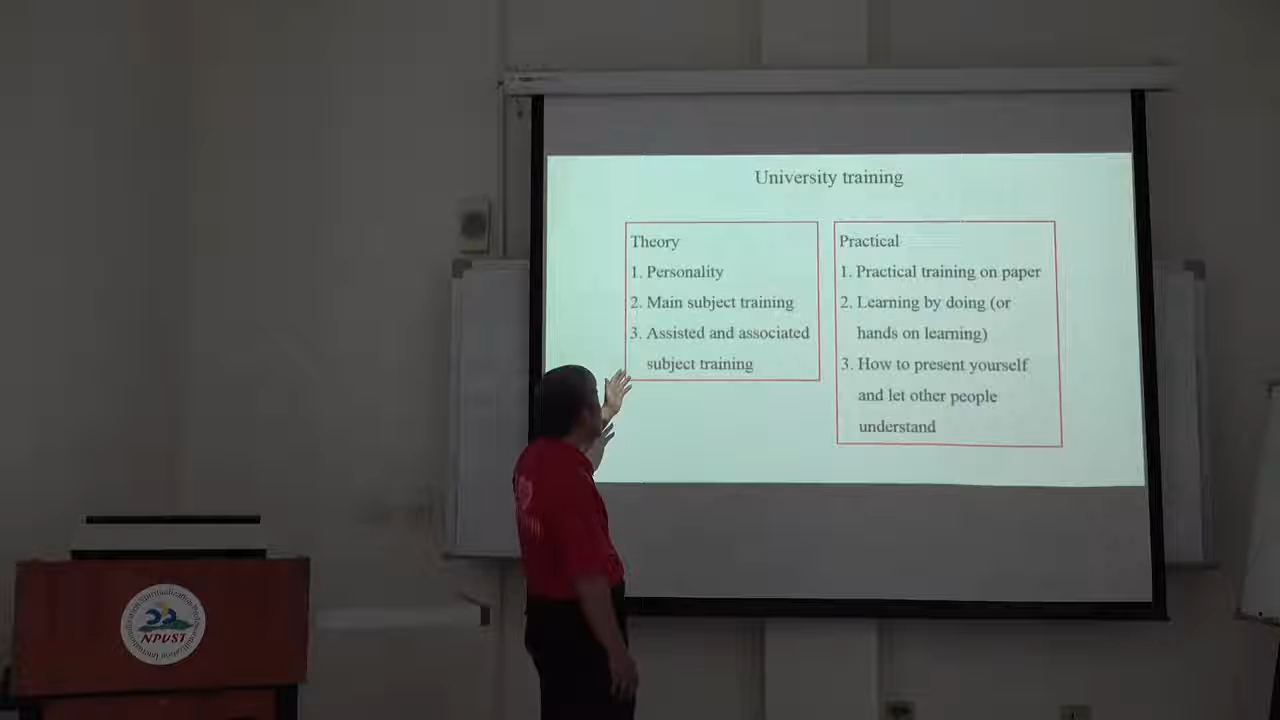 University training
Theory
1. Personality
2. Main subject training
3. Assisted and associated
subject training
Practical
1. Practical training on paper
2. Learning by doing (or
hands on learning)
3. How to present yourself
and let other people
understand
NPUST